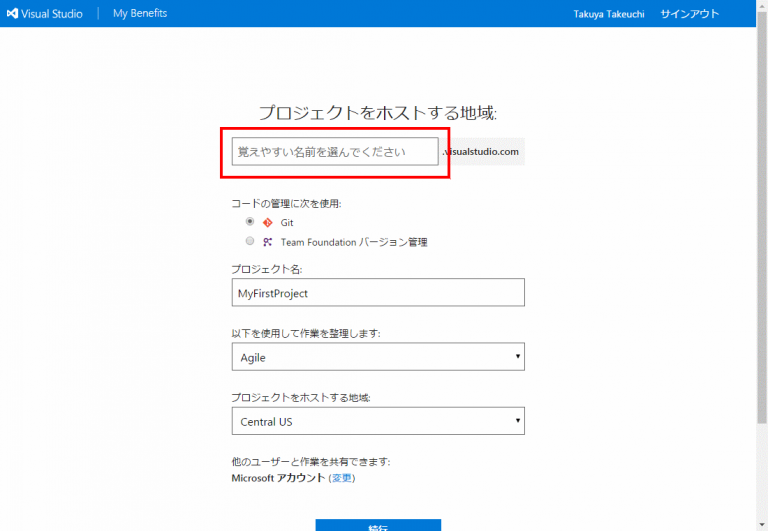 Visual Studio | My Benefits Takuya Takeuchi サインアウト
プロジェクトをホストする地域:
覚えやすい名前を選んでください .visualstudio.com
コードの管理に次を使用:
Git
Team Foundation バージョン管理
プロジェクト名:
MyFirstProject
以下を使用して作業を整理します:
Agile
プロジェクトをホストする地域:
Central US
他のユーザーと作業を共有できます:
Microsoft アカウント (変更)
続行